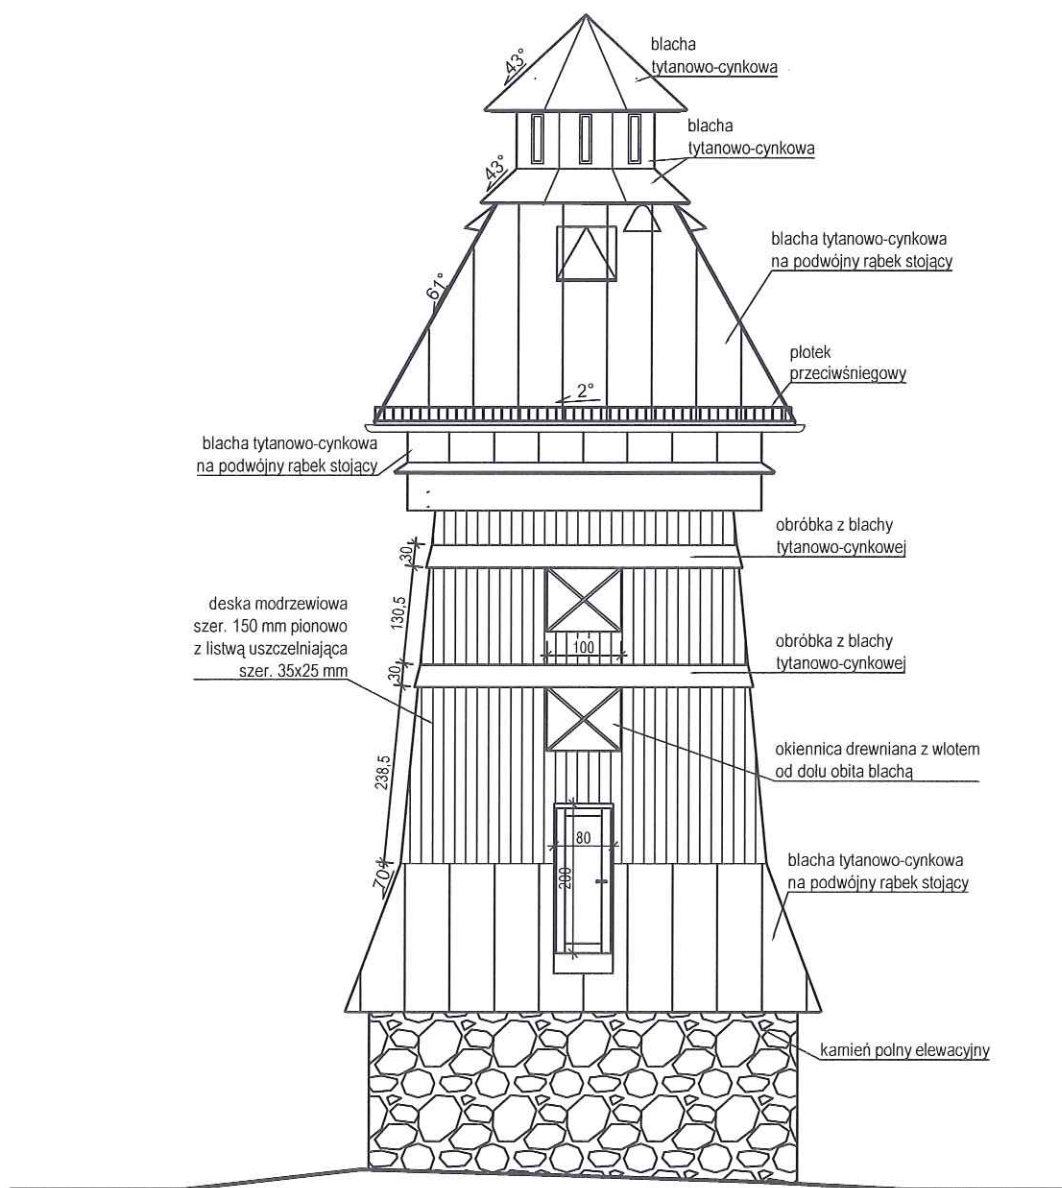 blacha
tytanowo-cynkowa
43°
blacha
tytanowo-cynkowa
43°
blacha tytanowo-cynkowa
na podwójny rąbek stojący
61°
płotek
przeciwśniegowy
2°
blacha tytanowo-cynkowa
na podwójny rąbek stojący
obróbka z blachy
tytanowo-cynkowej
30
deska modrzewiowa
szer. 150 mm pionowo
z listwą uszczelniająca
szer. 35x25 mm
130,5
100
obróbka z blachy
tytanowo-cynkowej
30
okiennica drewniana z wlotem
od dołu obita blachą
238,5
80
200
70°
blacha tytanowo-cynkowa
na podwójny rąbek stojący
kamień polny elewacyjny